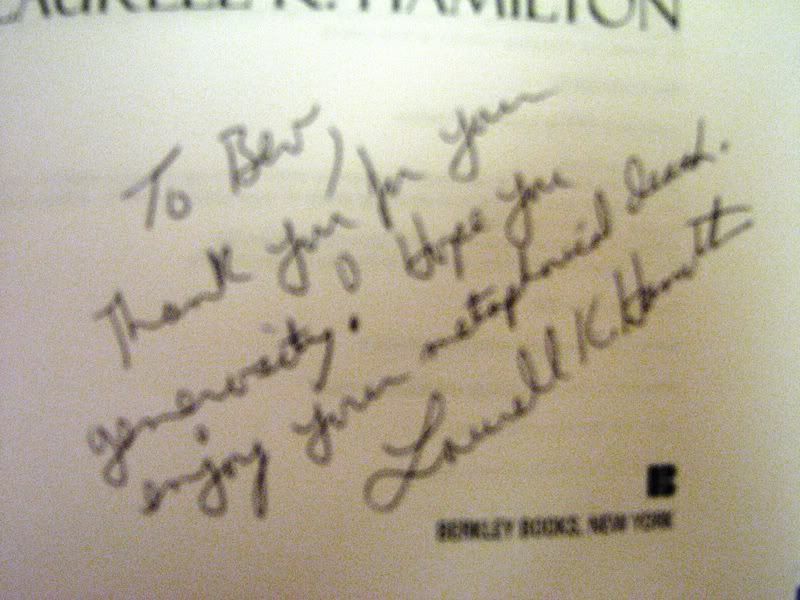 LAURELL K. HAMILTON
To Bev,
Thank you for your
generosity! Hope you
enjoy your metaphorical dead.
Laurell K. Hamilton
B
BERKLEY BOOKS, NEW YORK